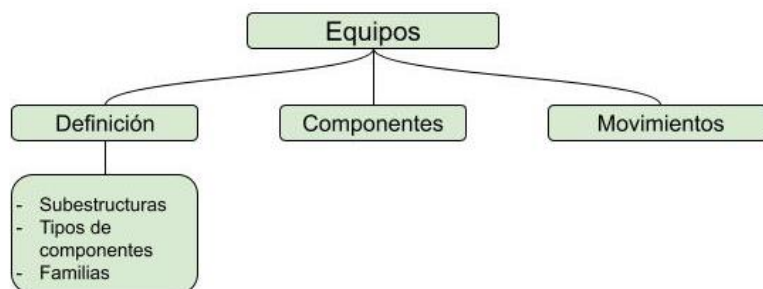 Equipos
Definición
Componentes
Movimientos
- Subestructuras
- Tipos de
componentes
- Familias